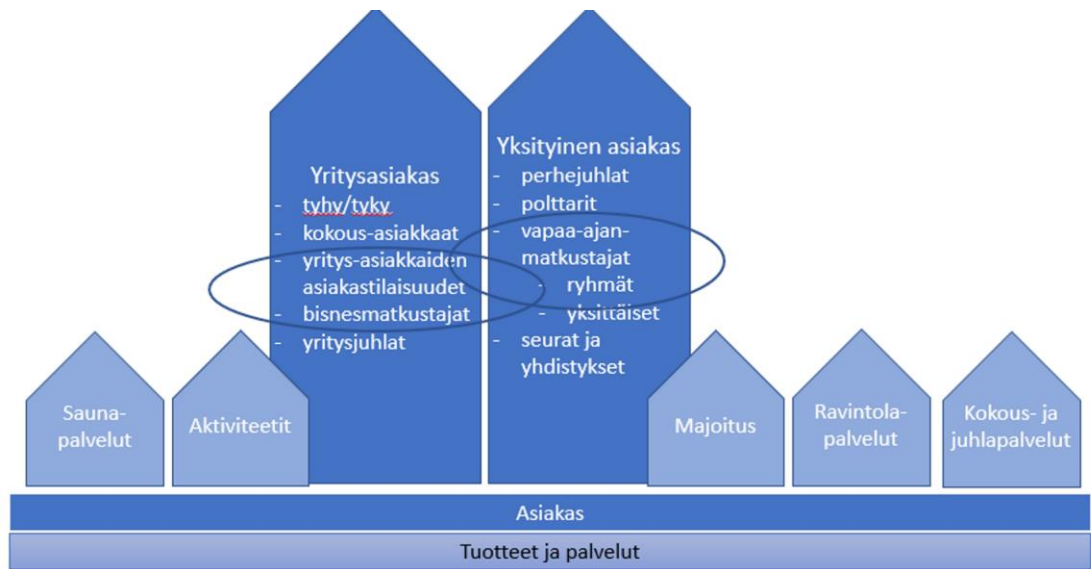 Yritysasiakas
- tyhy/tyky
- kokous-asiakkaat
- yritys-asiakkaiden
asiakastilaisuudet
- bisnesmatkustajat
- yritysjuhlat
Yksityinen asiakas
- perhejuhlat
- polttarit
- vapaa-ajan-
matkustajat
- ryhmät
- yksittäiset
- seurat ja
yhdistykset
Sauna-
palvelut
Aktiviteetit
Majoitus
Ravintola-
palvelut
Kokous- ja
juhlapalvelut
Asiakas
Tuotteet ja palvelut